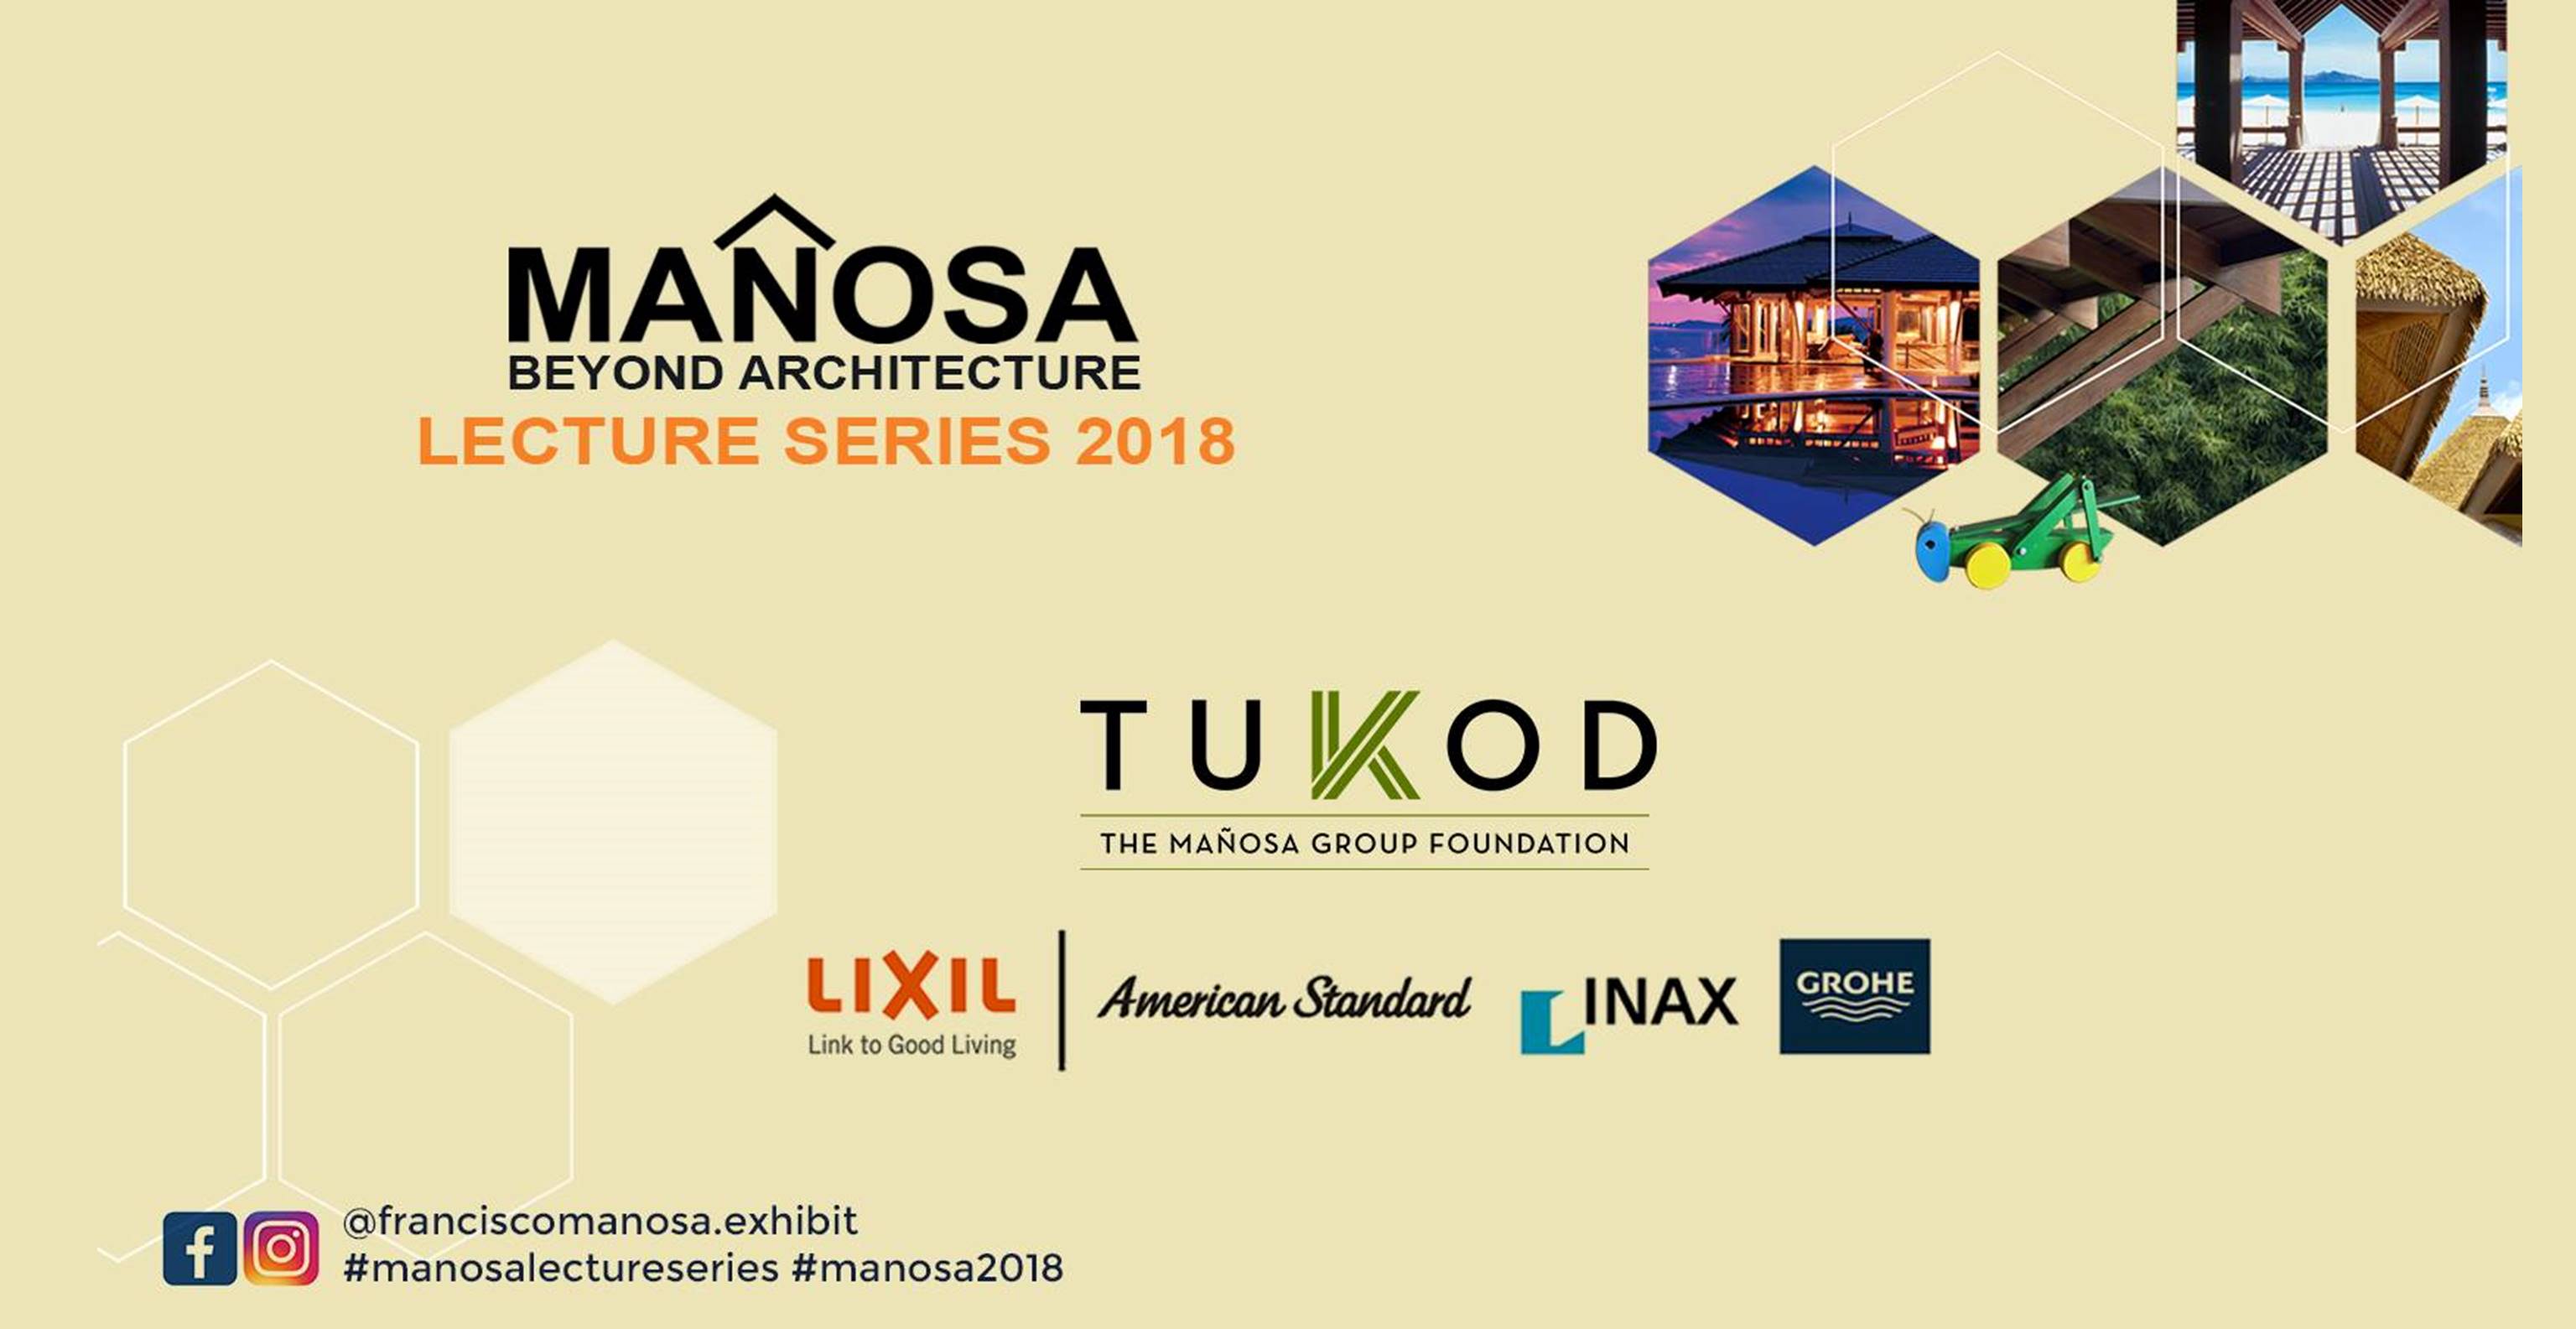 MAÑOSA
BEYOND ARCHITECTURE
LECTURE SERIES 2018
TUKOD
THE MAÑOSA GROUP FOUNDATION
LIXIL
Link to Good Living
American Standard
INAX
GROHE
@franciscomanosa.exhibit
#manosalectureseries #manosa2018